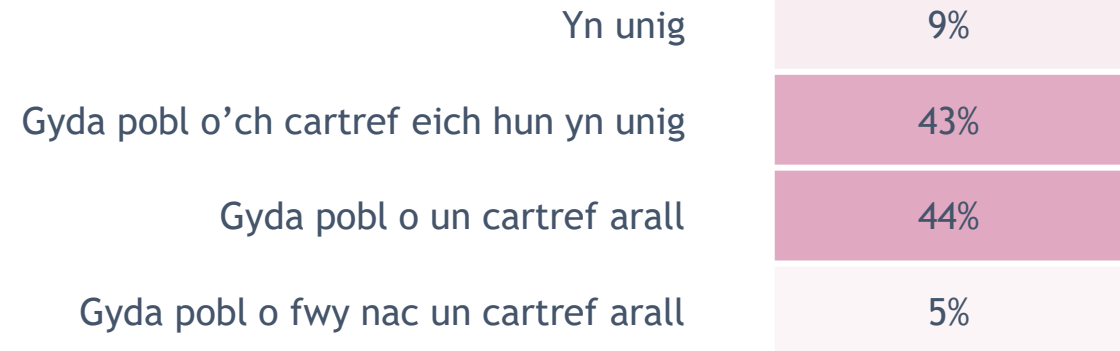 Yn unig 9%
Gyda pobl o’ch cartref eich hun yn unig 43%
Gyda pobl o un cartref arall 44%
Gyda pobl o fwy nac un cartref arall 5%